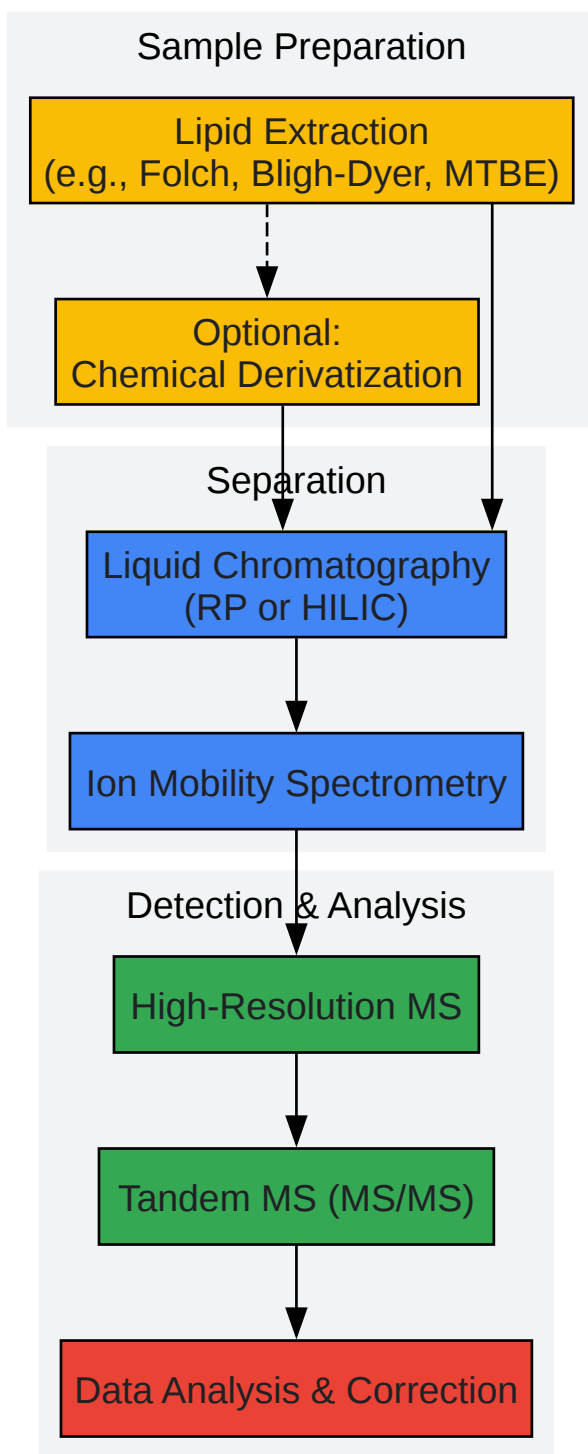 Sample Preparation
Lipid Extraction
(e.g., Folch, Bligh-Dyer, MTBE)
Optional:
Chemical Derivatization
Separation
Liquid Chromatography
(RP or HILIC)
Ion Mobility Spectrometry
Detection & Analysis
High-Resolution MS
Tandem MS (MS/MS)
Data Analysis & Correction